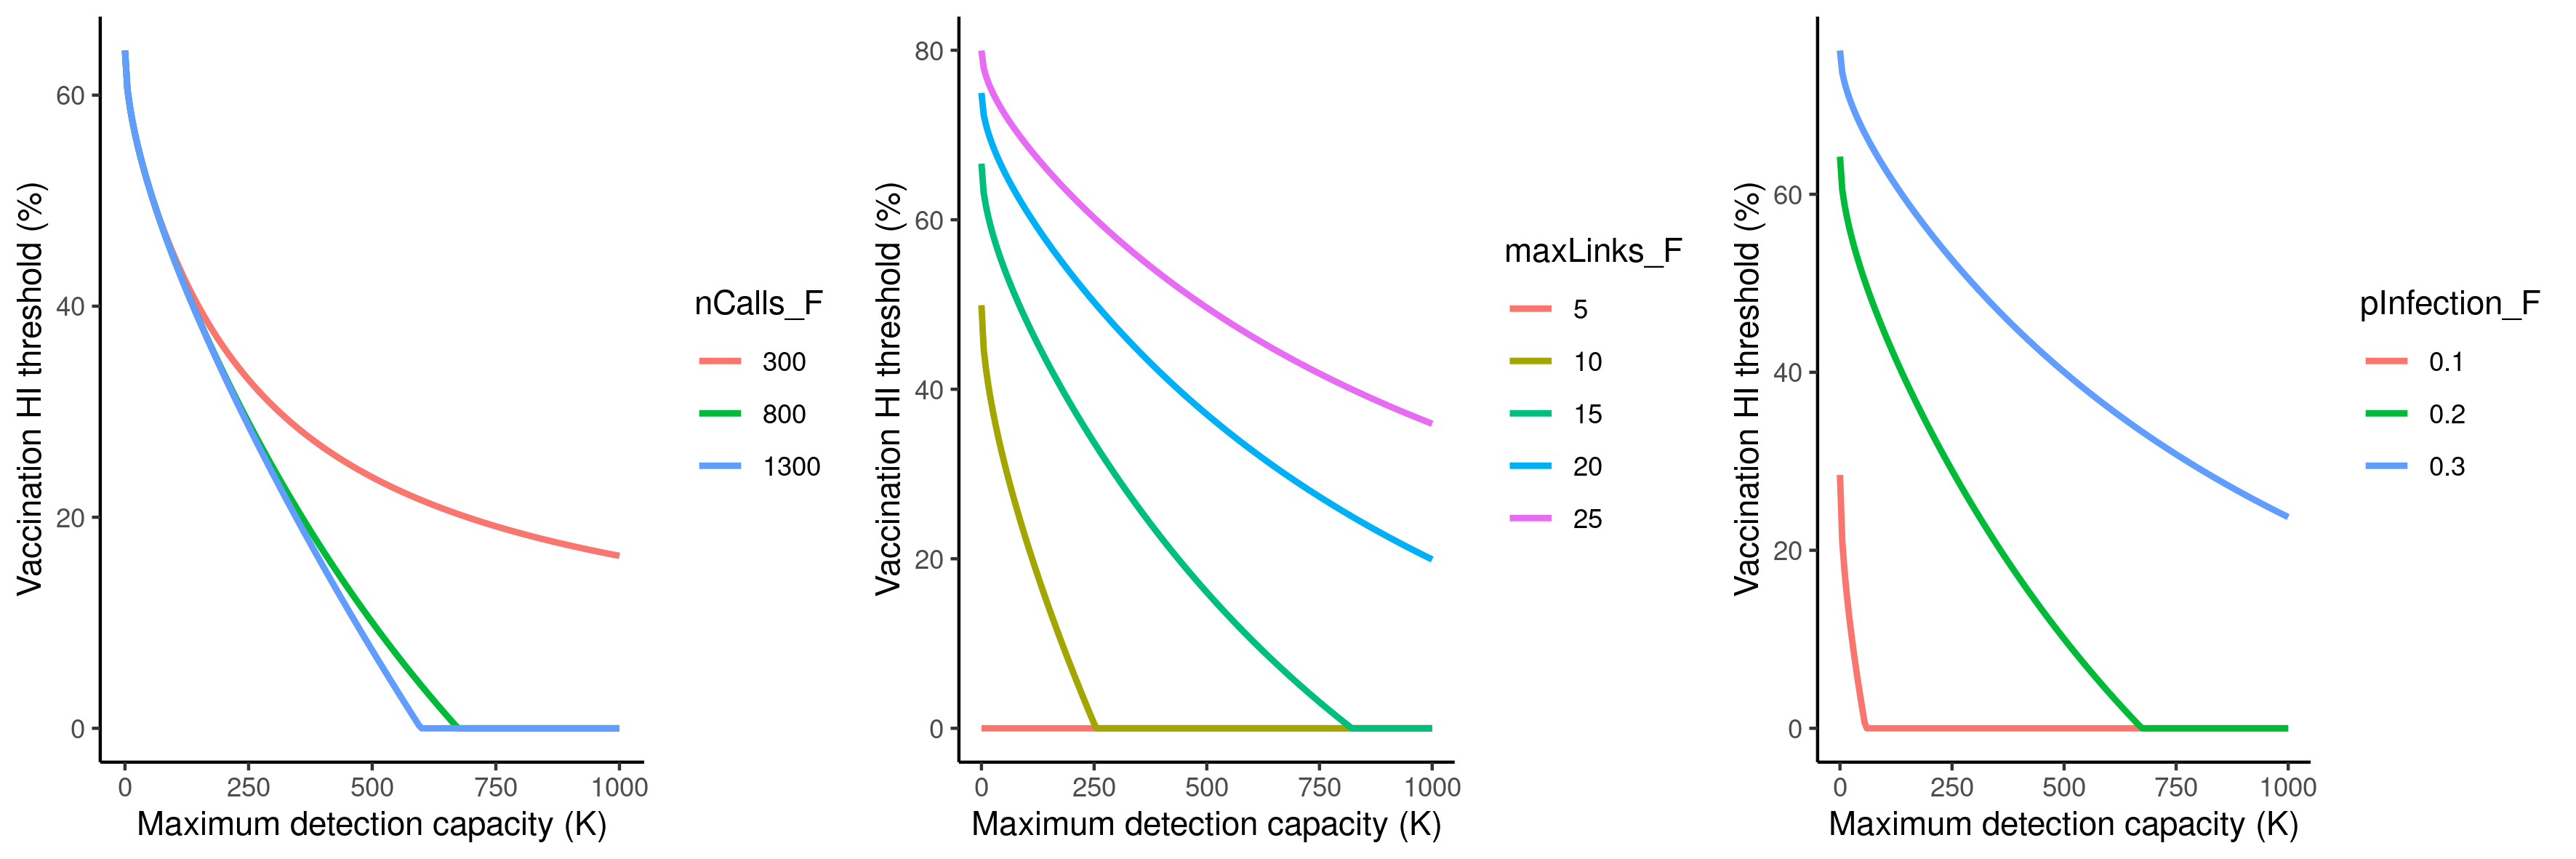 Vaccination HI threshold (%)
60
40
20
0
0 250 500 750 1000
Maximum detection capacity (K)
nCalls_F
300
800
1300
Vaccination HI threshold (%)
80
60
40
20
0
0 250 500 750 1000
Maximum detection capacity (K)
maxLinks_F
5
10
15
20
25
Vaccination HI threshold (%)
60
40
20
0
0 250 500 750 1000
Maximum detection capacity (K)
pInfection_F
0.1
0.2
0.3